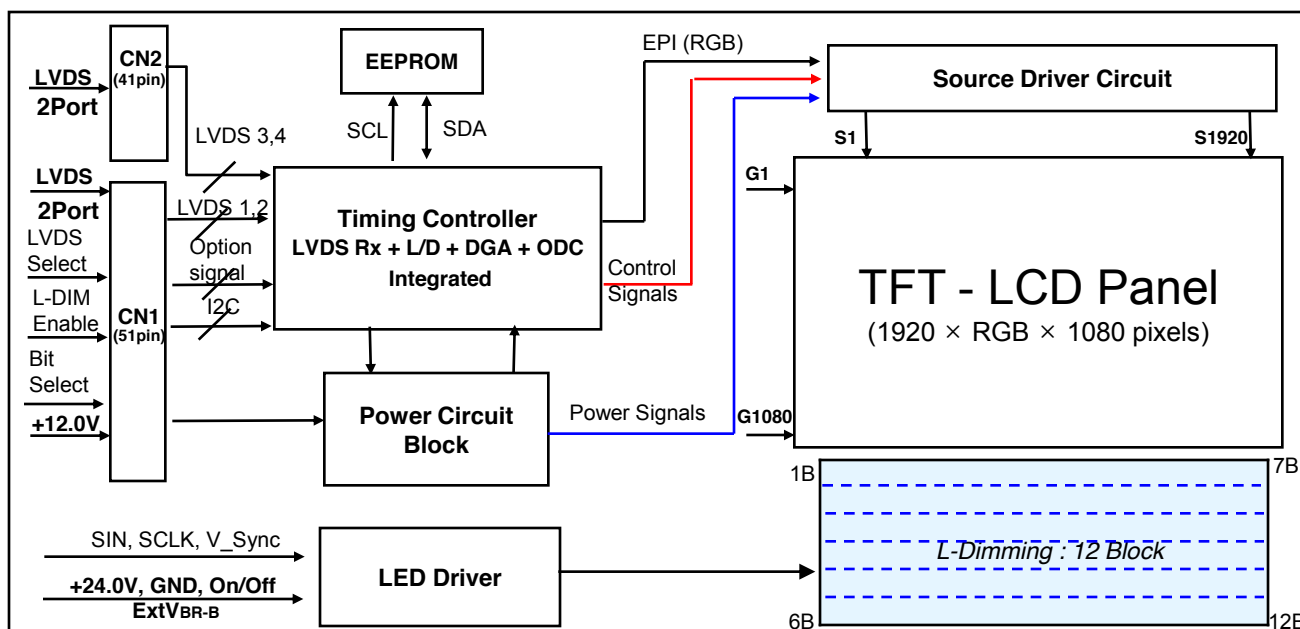 CN2
(41pin)
LVDS
2Port
LVDS 3,4
EEPROM
SCL
SDA
EPI (RGB)
Source Driver Circuit
S1
S1920
LVDS
2Port
LVDS
Select
L-DIM
Enable
Bit
Select
+12.0V
CN1
(51pin)
LVDS 1,2
Option
signal
I2C
Timing Controller
LVDS Rx + L/D + DGA + ODC
Integrated
Control
Signals
G1
TFT - LCD Panel
(1920 × RGB × 1080 pixels)
G1080
Power Circuit
Block
Power Signals
1B
7B
L-Dimming : 12 Block
6B
12B
SIN, SCLK, V_Sync
+24.0V, GND, On/Off
ExtVBR-B
LED Driver